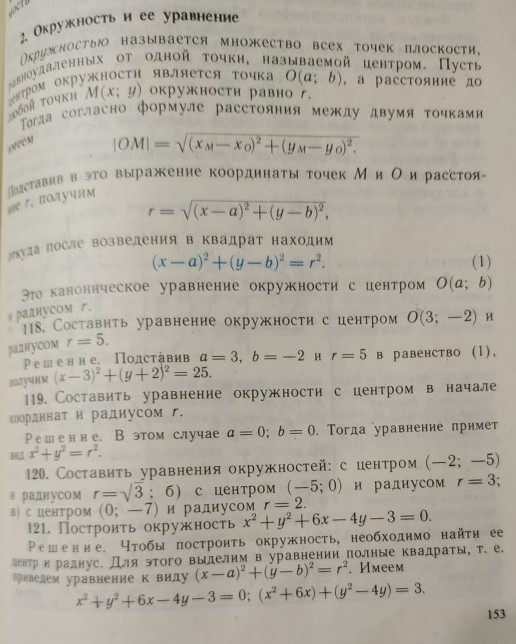 ность
2. Окружность и ее уравнение
Окружностью называется множество всех точек плоскости,
равноудаленных от одной точки, называемой центром. Пусть
центром окружности является точка O(a; b), а расстояние до
любой точки M(x; y) окружности равно r.
Тогда согласно формуле расстояния между двумя точками
имеем
|OM| = √(x_M — x_O)² + (y_M — y_O)².
Подставив в это выражение координаты точек M и O и расстоя-
ние r, получим
r = √(x — a)² + (y — b)²,
откуда после возведения в квадрат находим
(x — a)² + (y — b)² = r². (1)
Это каноническое уравнение окружности с центром O(a; b)
и радиусом r.
118. Составить уравнение окружности с центром O(3; —2) и
радиусом r = 5.
Решение. Подставив a = 3, b = —2 и r = 5 в равенство (1),
получим (x — 3)² + (y + 2)² = 25.
119. Составить уравнение окружности с центром в начале
координат и радиусом r.
Решение. В этом случае a = 0; b = 0. Тогда уравнение примет
вид x² + y² = r².
120. Составить уравнения окружностей: с центром (—2; —5)
и радиусом r = √3 ; б) с центром (—5; 0) и радиусом r = 3;
в) с центром (0; —7) и радиусом r = 2.
121. Построить окружность x² + y² + 6x — 4y — 3 = 0.
Решение. Чтобы построить окружность, необходимо найти ее
центр и радиус. Для этого выделим в уравнении полные квадраты, т. е.
приведем уравнение к виду (x — a)² + (y — b)² = r². Имеем
x² + y² + 6x — 4y — 3 = 0; (x² + 6x) + (y² — 4y) = 3.
153